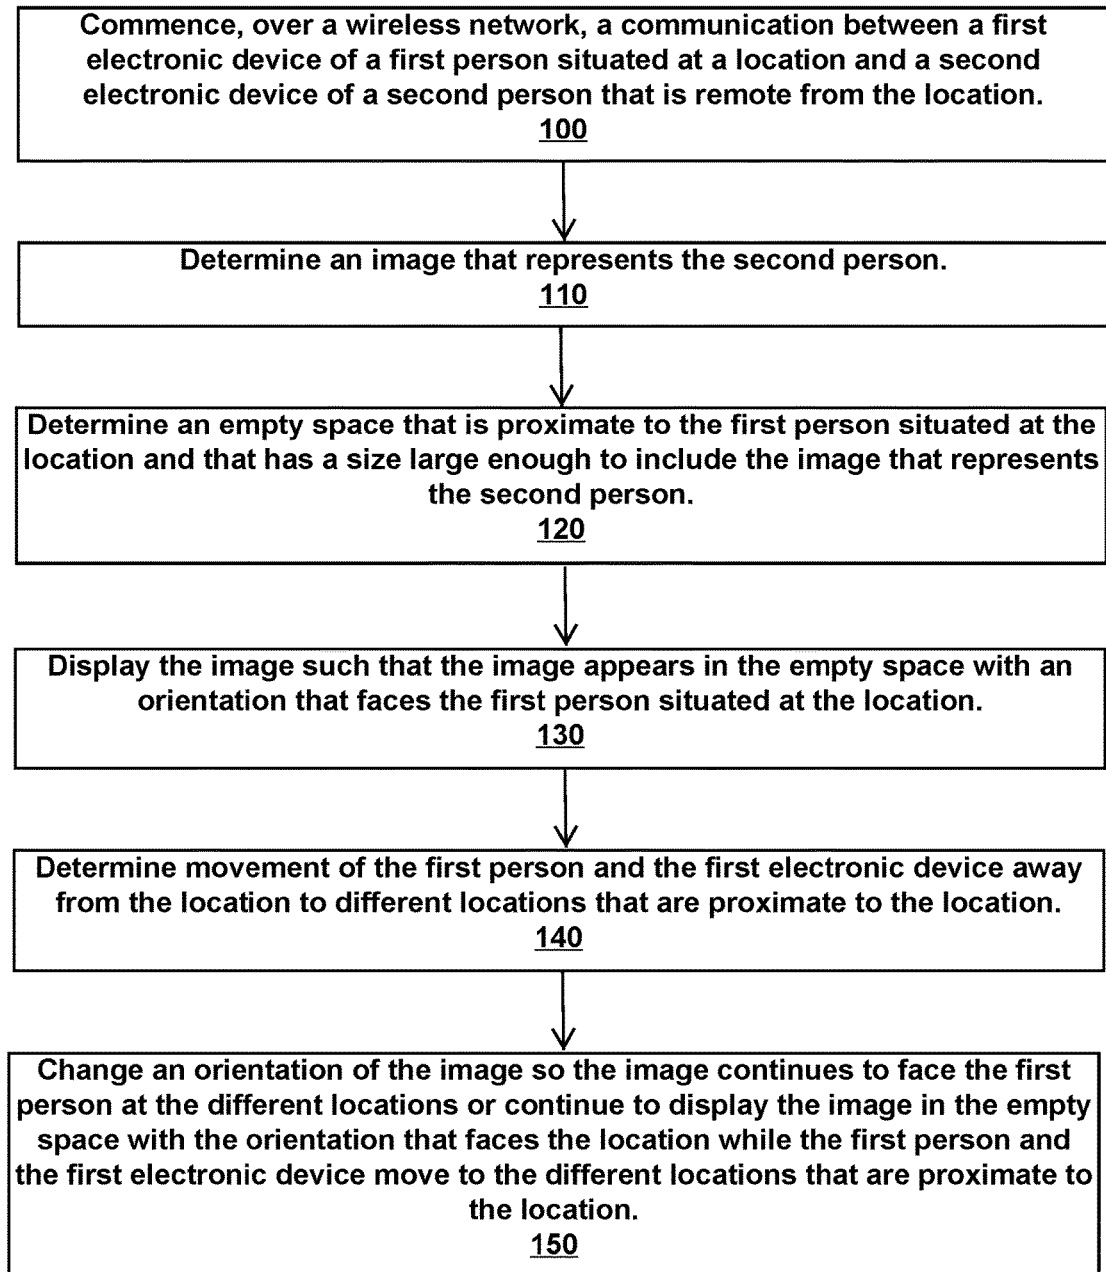 Commence, over a wireless network, a communication between a first
electronic device of a first person situated at a location and a second
electronic device of a second person that is remote from the location.
100
Determine an image that represents the second person.
110
Determine an empty space that is proximate to the first person situated at the
location and that has a size large enough to include the image that represents
the second person.
120
Display the image such that the image appears in the empty space with an
orientation that faces the first person situated at the location.
130
Determine movement of the first person and the first electronic device away
from the location to different locations that are proximate to the location.
140
Change an orientation of the image so the image continues to face the first
person at the different locations or continue to display the image in the empty
space with the orientation that faces the location while the first person and
the first electronic device move to the different locations that are proximate to
the location.
150